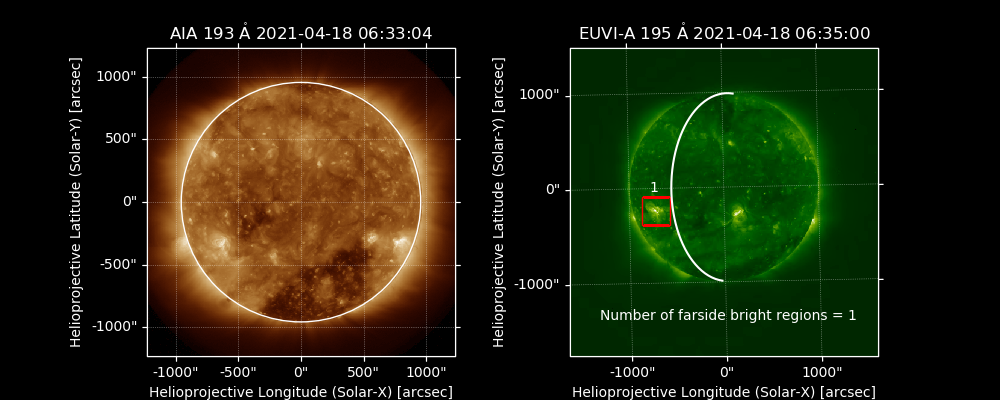 AIA 193 Å 2021-04-18 06:33:04
1000"
500"
0"
-500"
-1000"
-1000"
-500"
0"
500"
1000"
Helioprojective Longitude (Solar-X) [arcsec]
Helioprojective Latitude (Solar-Y) [arcsec]
EUVI-A 195 Å 2021-04-18 06:35:00
1000"
0"
-1000"
1
Number of farside bright regions = 1
-1000"
0"
1000"
Helioprojective Longitude (Solar-X) [arcsec]
Helioprojective Latitude (Solar-Y) [arcsec]